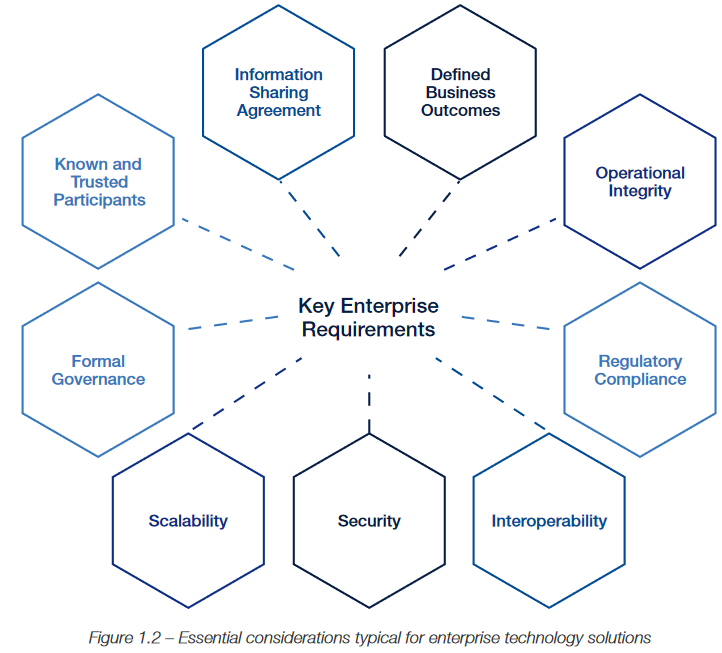 Information
Sharing
Agreement
Defined
Business
Outcomes
Known and
Trusted
Participants
Operational
Integrity
Key Enterprise
Requirements
Formal
Governance
Regulatory
Compliance
Scalability
Security
Interoperability
Figure 1.2 – Essential considerations typical for enterprise technology solutions